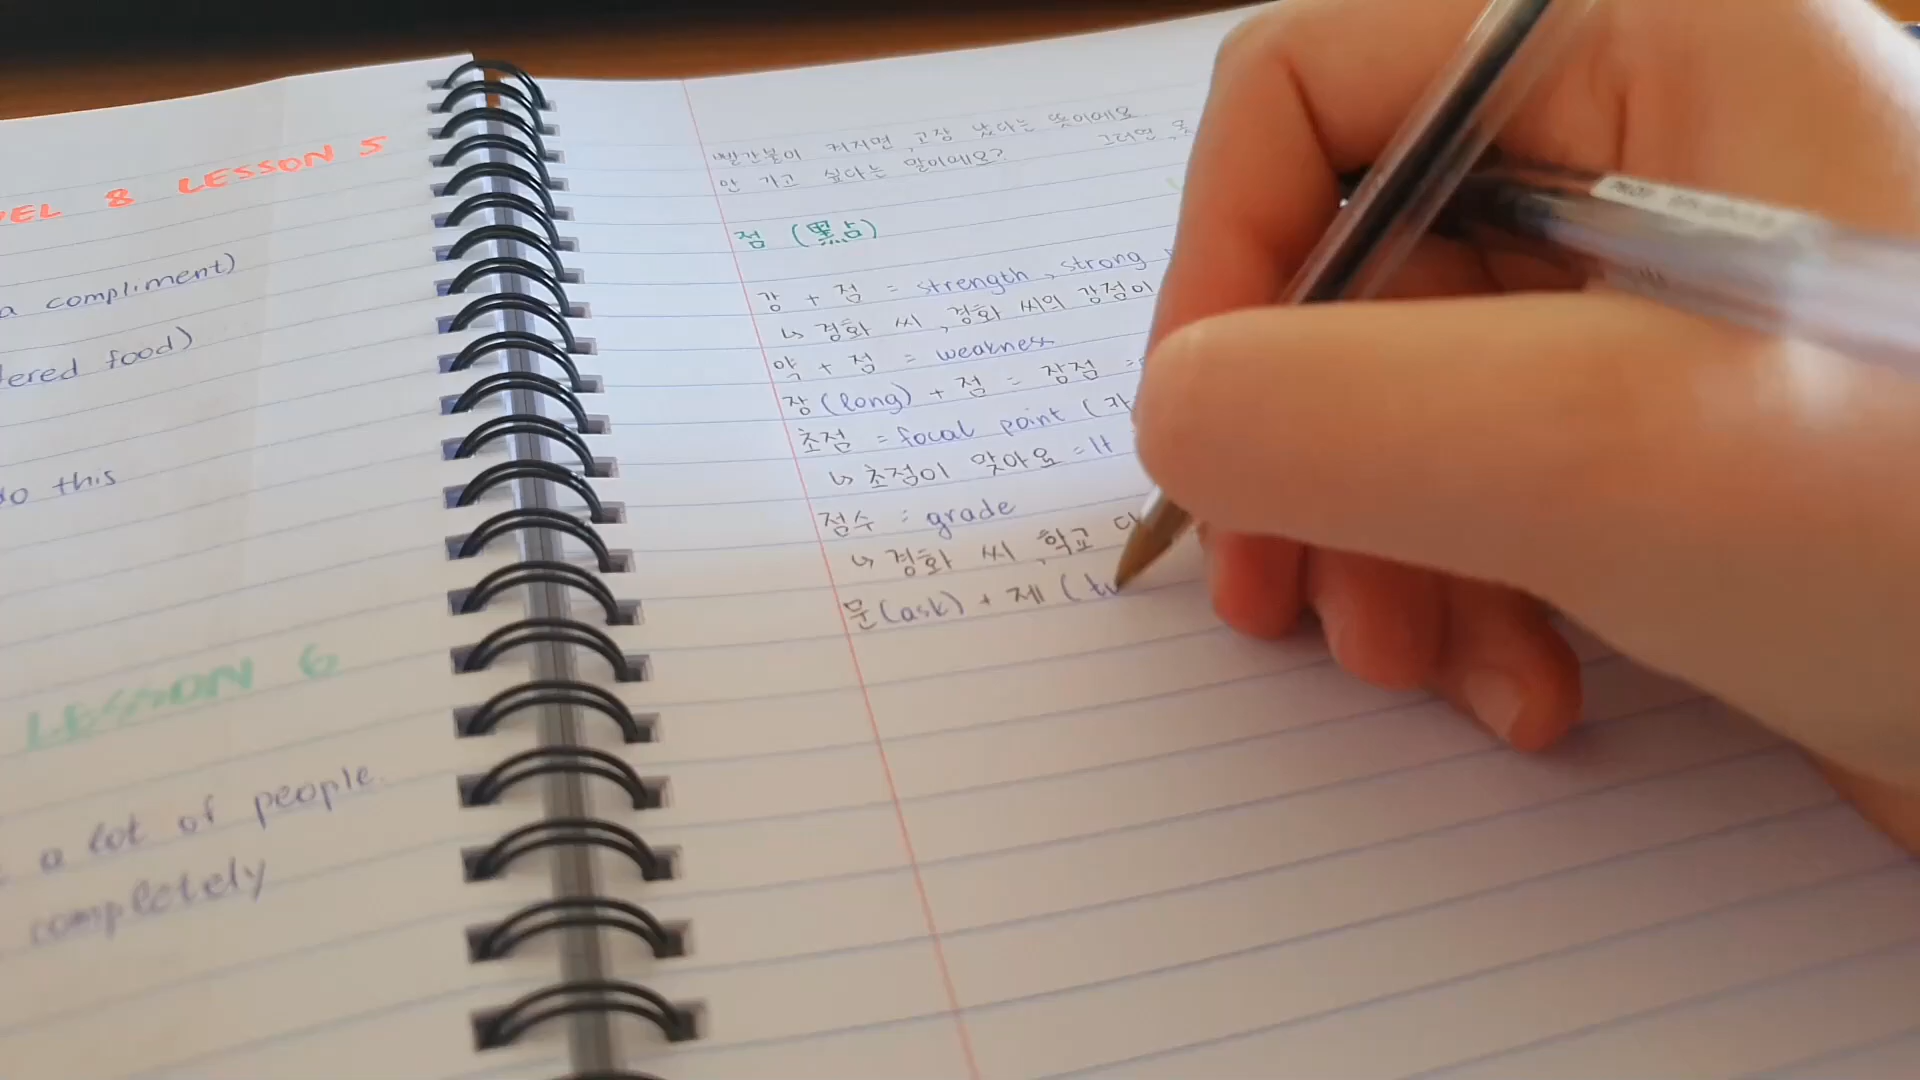 8 LESSON 5
a compliment)
food)
do this
LESSON 6
a lot of people.
completely
빨간불이 켜지면, 고장 났다는 뜻이에요
그러면,
안 가고 싶다는 말이에요?
점 (點)
강 + 점 = strength, strong
↳ 경화 씨, 경화 씨의 강점이
약 + 점 = weakness
장 (long) + 점 = 장점 =
초점 = focal point (
↳ 초점이 맞아요 = It
점수 = grade
↳ 경화 씨, 학교
문(ask) + 제 (